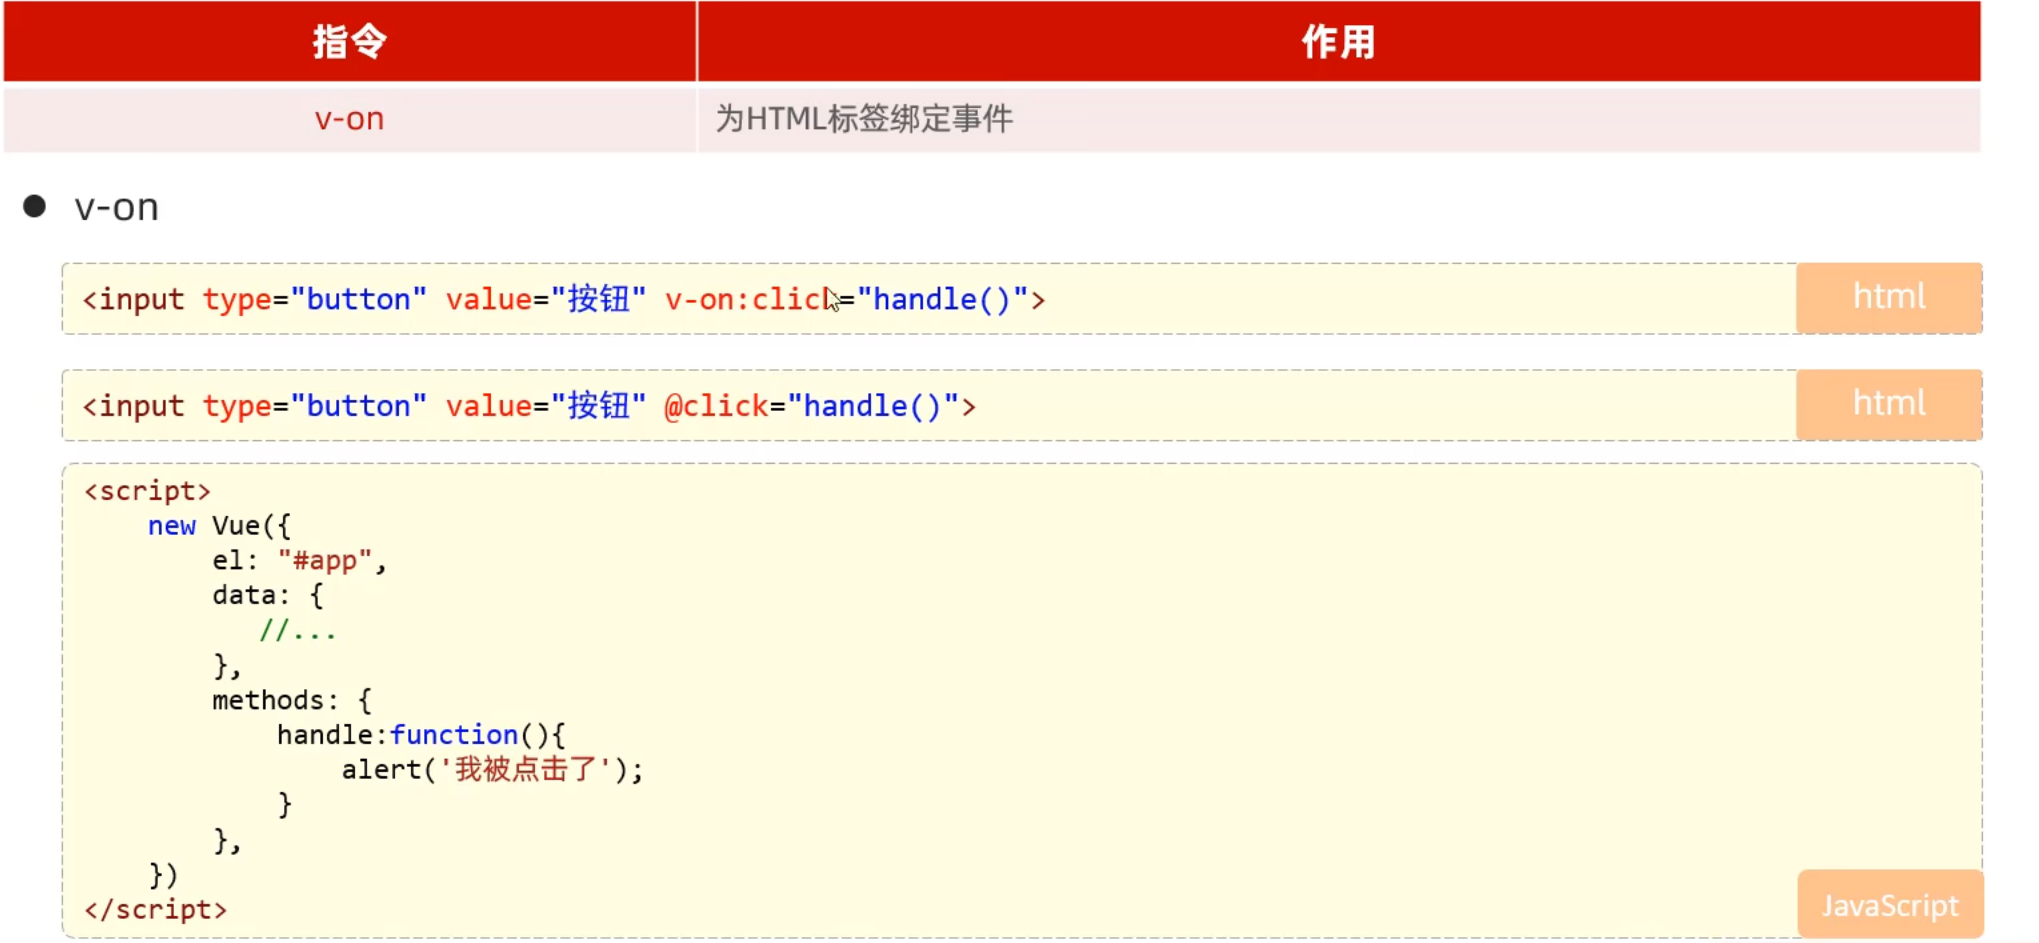 指令 作用
v-on 为HTML标签绑定事件
● v-on
<input type="button" value="按钮" v-on:click="handle()"> html
<input type="button" value="按钮" @click="handle()"> html
<script>
    new Vue({
        el: "#app",
        data: {
           //...
        },
        methods: {
            handle:function(){
                alert('我被点击了');
            }
        },
    })
</script>
JavaScript